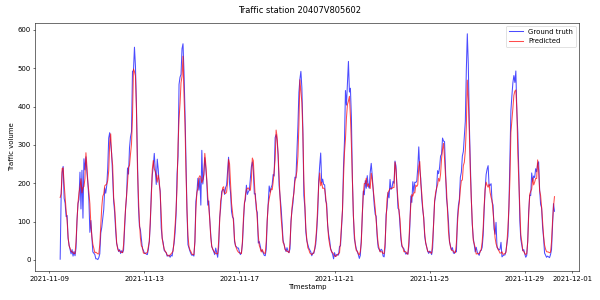 Traffic station 20407V805602
Ground truth
Predicted
Traffic volume
600
500
400
300
200
100
0
2021-11-09
2021-11-13
2021-11-17
2021-11-21
2021-11-25
2021-11-29
2021-12-01
Timestamp